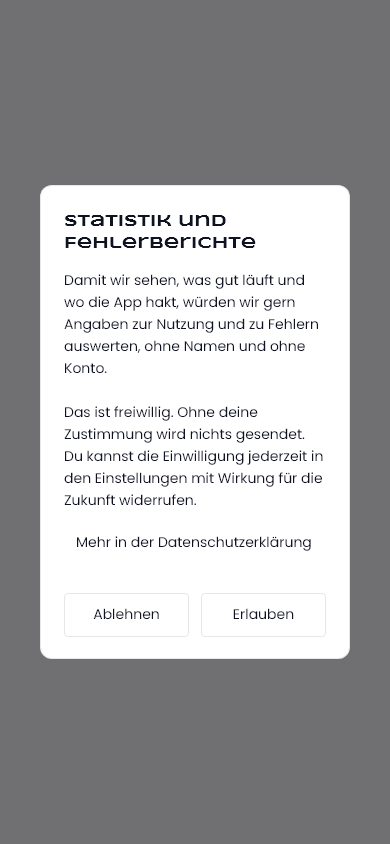 Statistik und
Fehlerberichte
Damit wir sehen, was gut läuft und
wo die App hakt, würden wir gern
Angaben zur Nutzung und zu Fehlern
auswerten, ohne Namen und ohne
Konto.
Das ist freiwillig. Ohne deine
Zustimmung wird nichts gesendet.
Du kannst die Einwilligung jederzeit in
den Einstellungen mit Wirkung für die
Zukunft widerrufen.
Mehr in der Datenschutzerklärung
Ablehnen
Erlauben